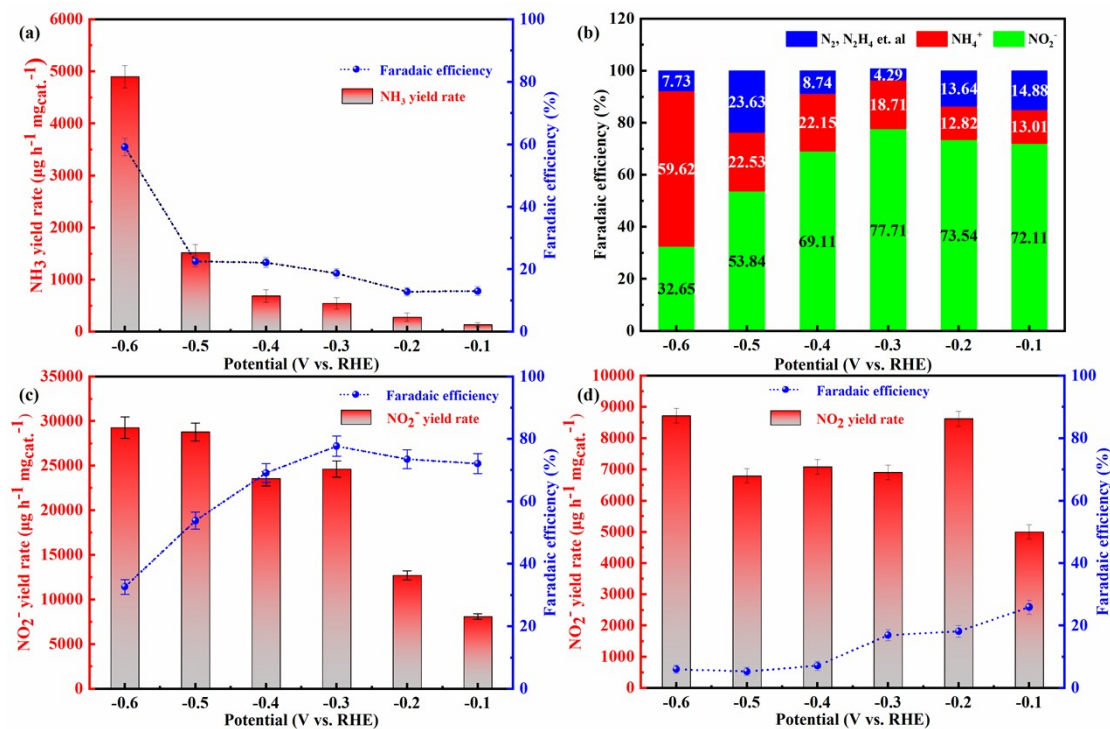 (a)
6000
5000
4000
3000
2000
1000
0
NH₃ yield rate (μg h⁻¹ mgcat.⁻¹)
Faradaic efficiency
NH₃ yield rate
100
80
60
40
20
0
Faradaic efficiency (%)
-0.6 -0.5 -0.4 -0.3 -0.2 -0.1
Potential (V vs. RHE)
(b)
120
100
80
60
40
20
0
Faradaic efficiency (%)
N₂, N₂H₄ et. al NH₄⁺ NO₂⁻
7.73 23.63 8.74 4.29 13.64 14.88
59.62 22.53 22.15 18.71 12.82 13.01
32.65 53.84 69.11 77.71 73.54 72.11
-0.6 -0.5 -0.4 -0.3 -0.2 -0.1
Potential (V vs. RHE)
(c)
35000
30000
25000
20000
15000
10000
5000
0
NO₂⁻ yield rate (μg h⁻¹ mgcat.⁻¹)
Faradaic efficiency
NO₂⁻ yield rate
100
80
60
40
20
0
Faradaic efficiency (%)
-0.6 -0.5 -0.4 -0.3 -0.2 -0.1
Potential (V vs. RHE)
(d)
10000
9000
8000
7000
6000
5000
4000
3000
2000
1000
0
NO₂⁻ yield rate (μg h⁻¹ mgcat.⁻¹)
Faradaic efficiency
NO₂ yield rate
100
80
60
40
20
0
Faradaic efficiency (%)
-0.6 -0.5 -0.4 -0.3 -0.2 -0.1
Potential (V vs. RHE)